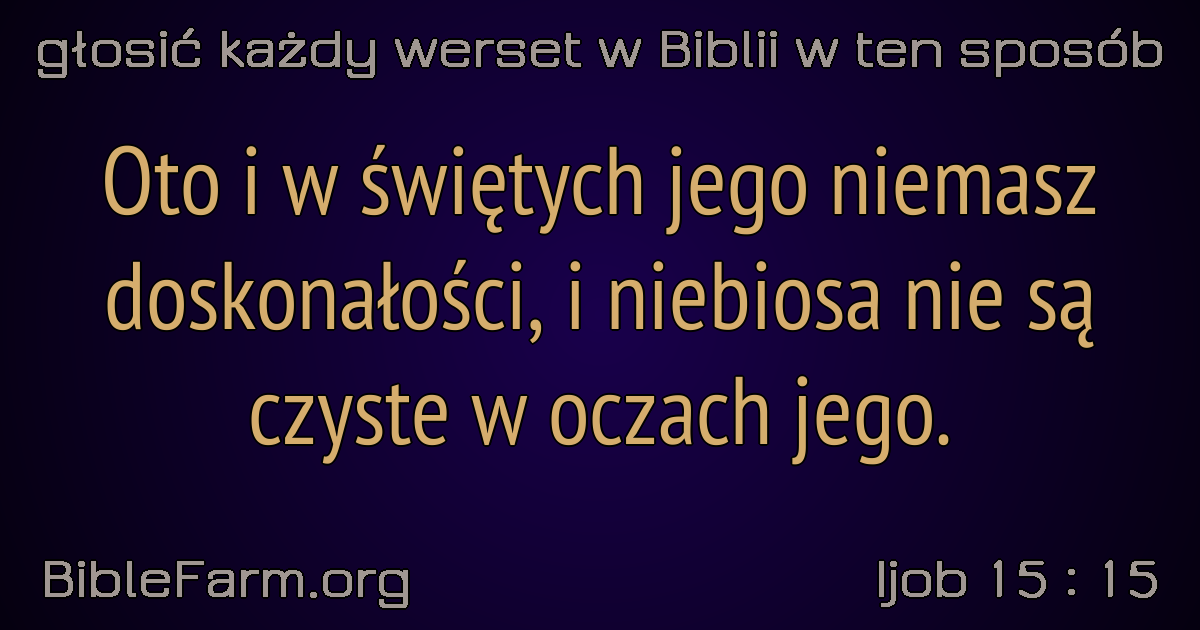 głosić każdy werset w Biblii w ten sposób
Oto i w świętych jego niemasz
doskonałości, i niebiosa nie są
czyste w oczach jego.
BibleFarm.org
Ijob 15 : 15